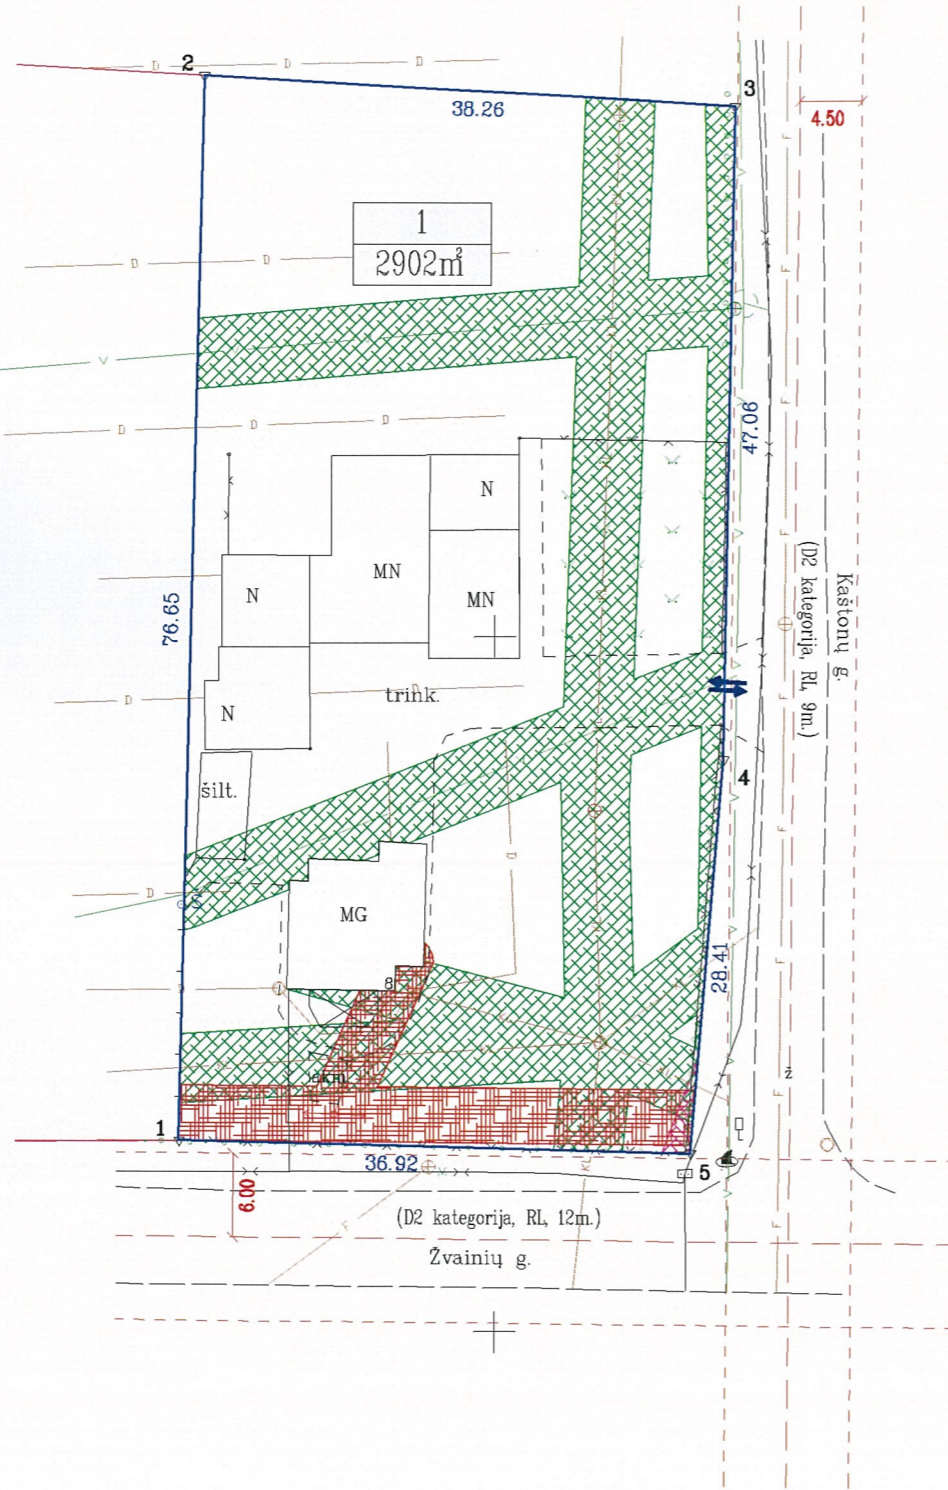 2
D
D
D
3
38.26
4.50
F
1
2902m²
D
D
F
V
47.06
D
D
D
F
N
MN
N
MN
76.65
Kaštonų g.
(D2 kategorija, RL, 9m.)
trink.
D
N
F
4
šilt.
F
D
D
MG
28.41
8
ž
F
1
36.92
KL
5
6.00
(D2 kategorija, RL, 12m.)
F
F
Žvainių g.